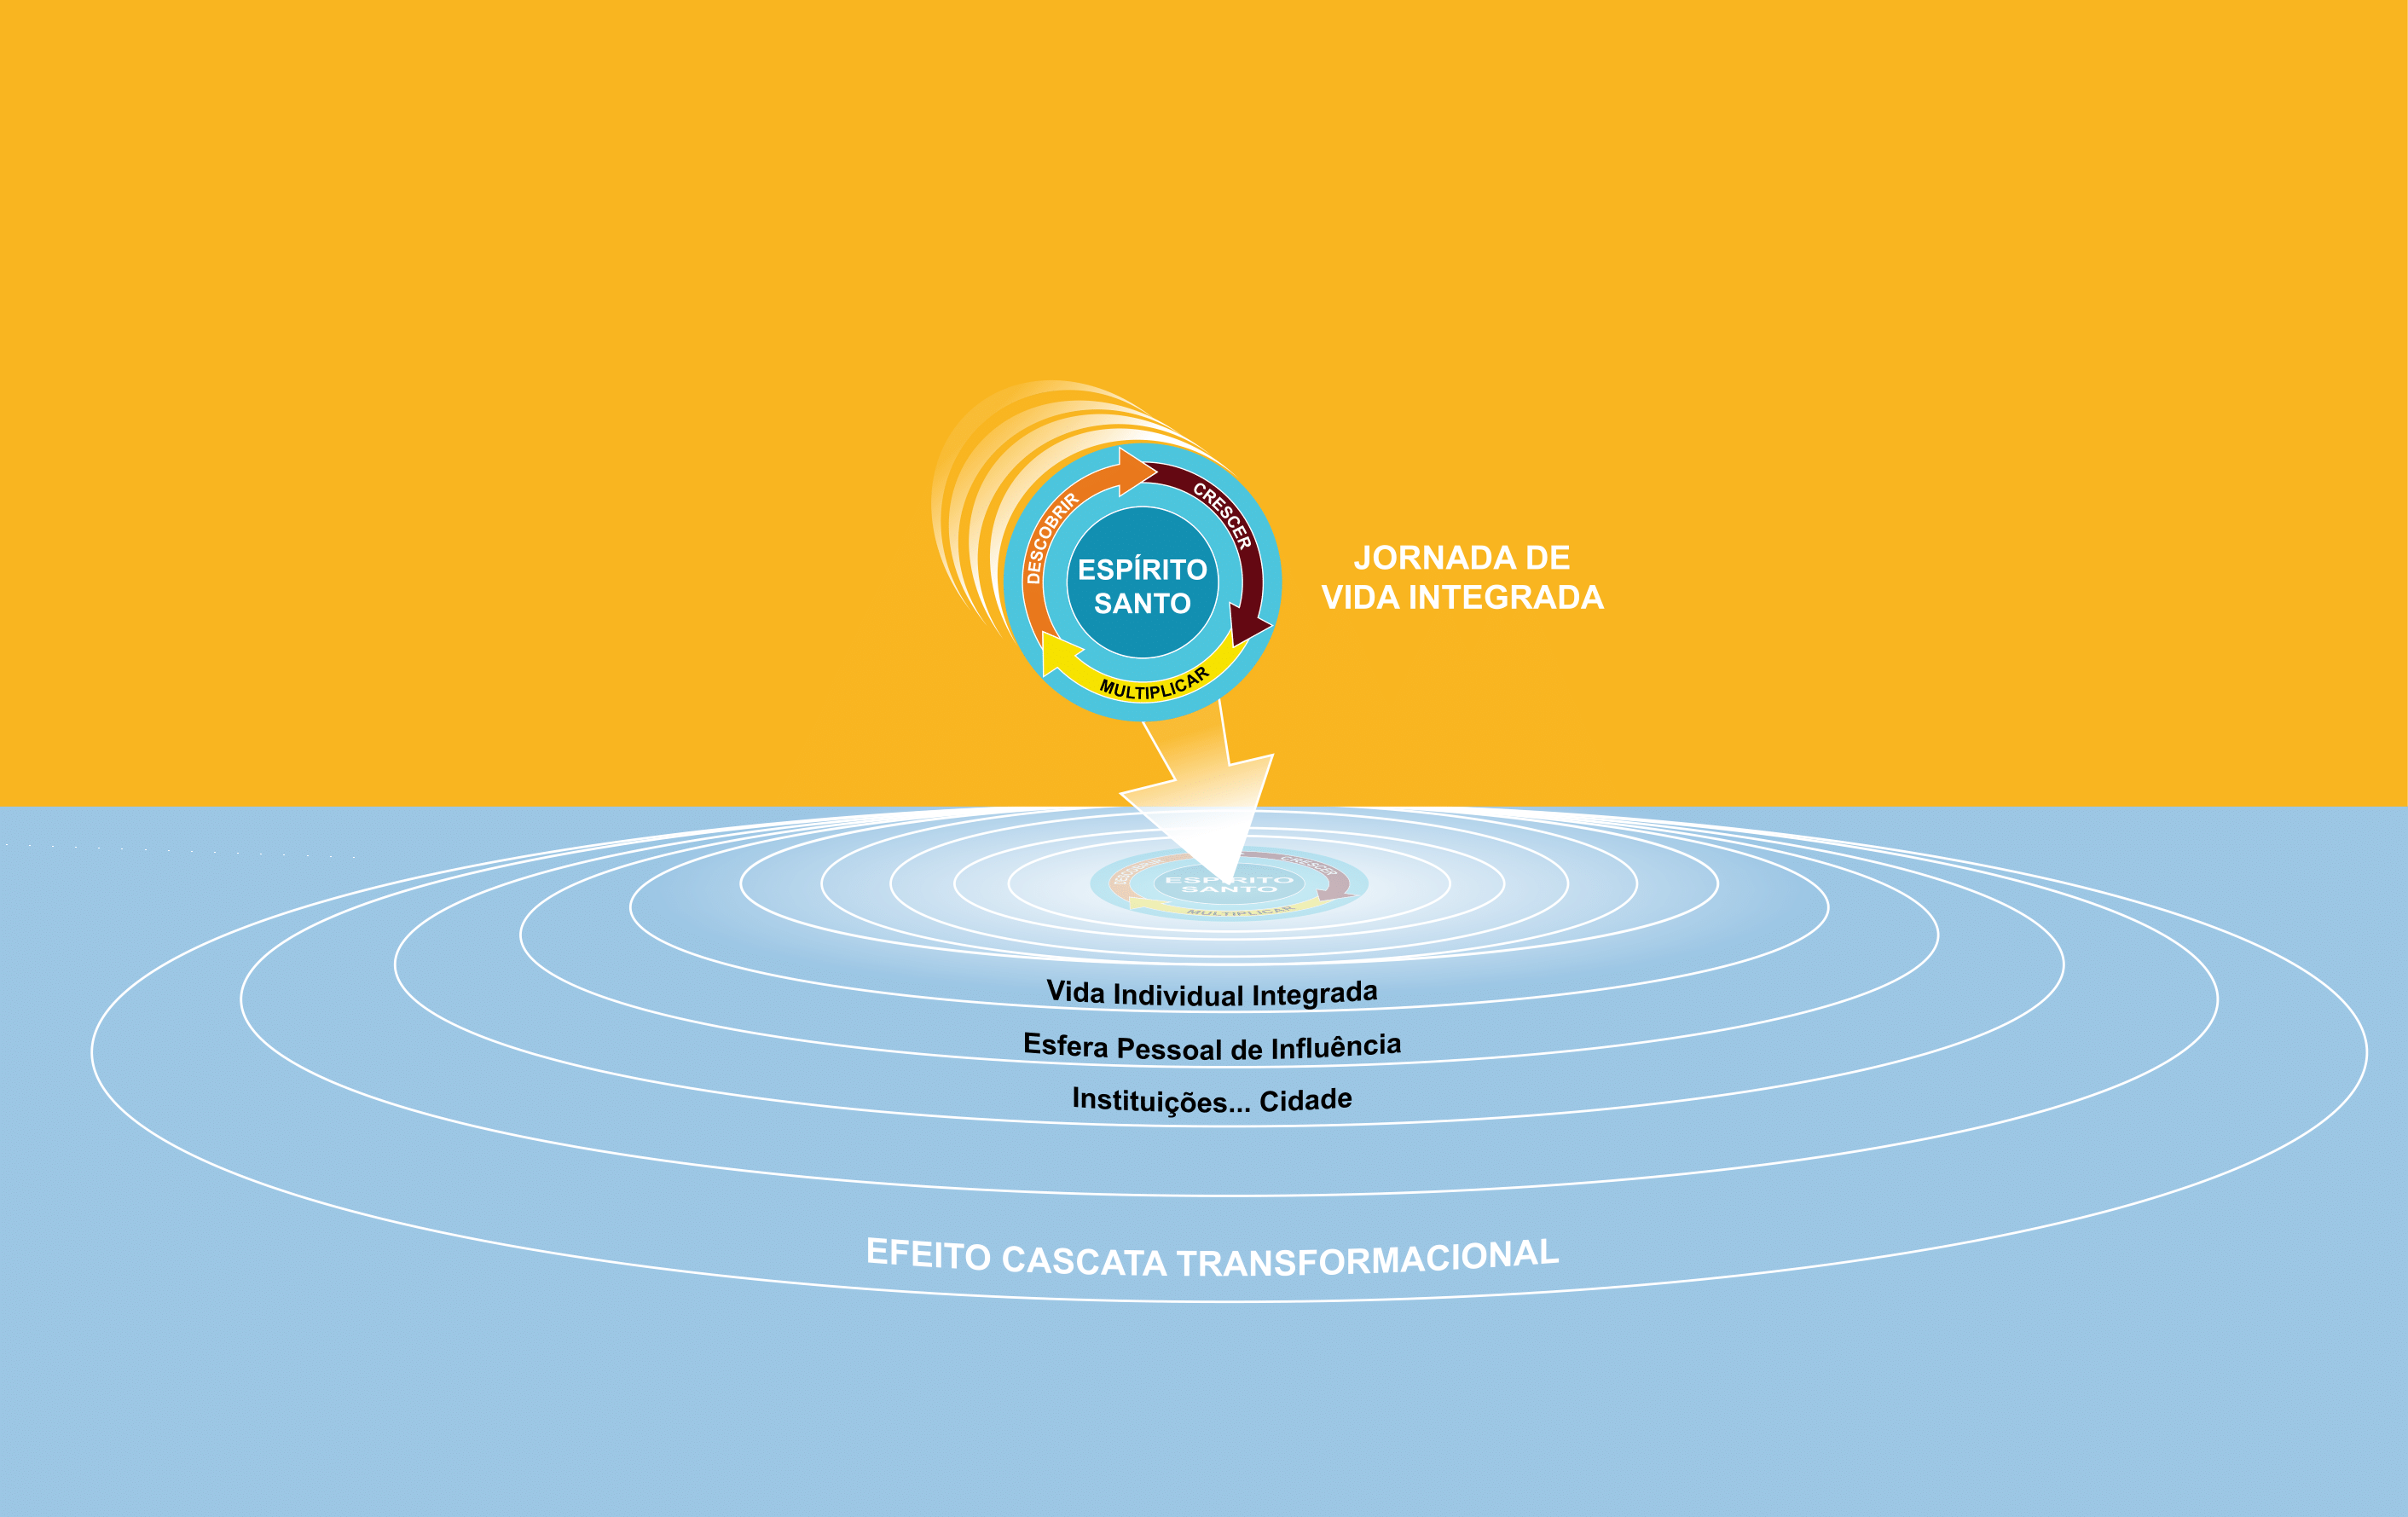 DESCOBRIR
CRESCER
ESPÍRITO
SANTO
MULTIPLICAR
JORNADA DE
VIDA INTEGRADA
DESCOBRIR
CRESCER
ESPÍRITO
SANTO
MULTIPLICAR
Vida Individual Integrada
Esfera Pessoal de Influência
Instituições... Cidade
EFEITO CASCATA TRANSFORMACIONAL